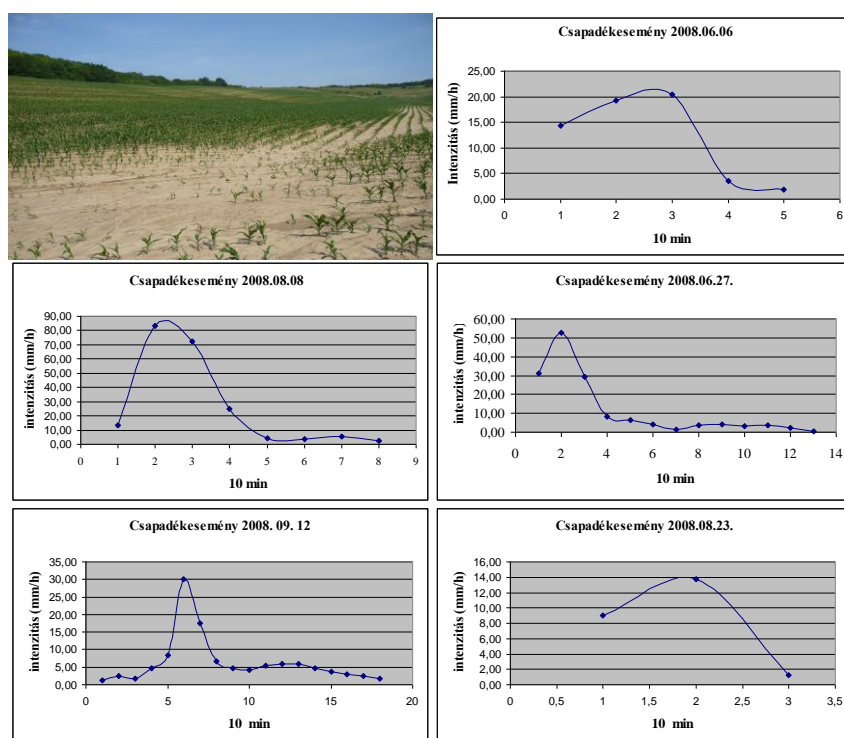 Csapadékesemény 2008.06.06
Intenzitás (mm/h)
25,00
20,00
15,00
10,00
5,00
0,00
0 1 2 3 4 5 6
10 min
Csapadékesemény 2008.08.08
intenzitás (mm/h)
90,00
80,00
70,00
60,00
50,00
40,00
30,00
20,00
10,00
0,00
0 1 2 3 4 5 6 7 8 9
10 min
Csapadékesemény 2008.06.27.
intenzitás (mm/h)
60,00
50,00
40,00
30,00
20,00
10,00
0,00
0 2 4 6 8 10 12 14
10 min
Csapadékesemény 2008. 09. 12
intenzitás (mm/h)
35,00
30,00
25,00
20,00
15,00
10,00
5,00
0,00
0 5 10 15 20
10 min
Csapadékesemény 2008.08.23.
intenzitás (mm/h)
16,00
14,00
12,00
10,00
8,00
6,00
4,00
2,00
0,00
0 0,5 1 1,5 2 2,5 3 3,5
10 min